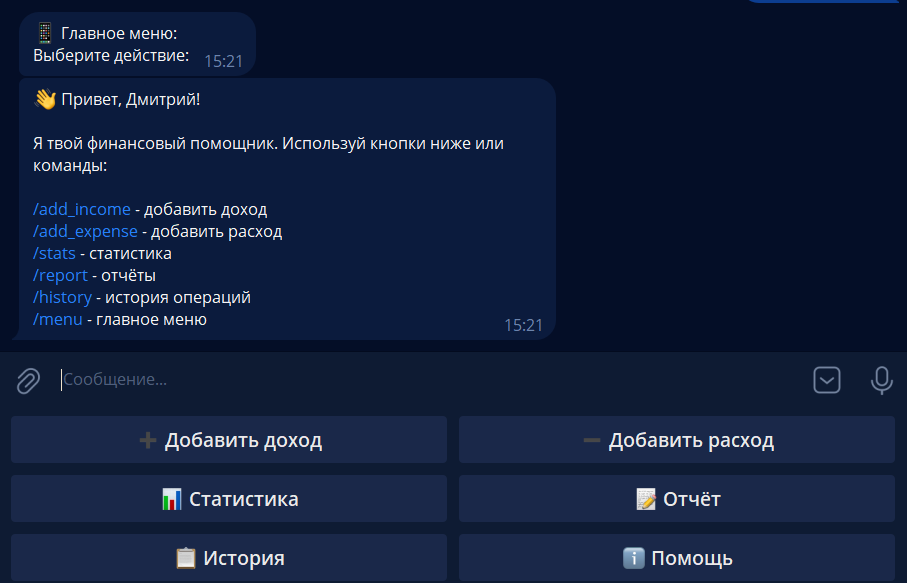 📱 Главное меню:
Выберите действие:
15:21
👋 Привет, Дмитрий!
Я твой финансовый помощник. Используй кнопки ниже или
команды:
/add_income - добавить доход
/add_expense - добавить расход
/stats - статистика
/report - отчёты
/history - история операций
/menu - главное меню
15:21
Сообщение...
➕ Добавить доход
➖ Добавить расход
📊 Статистика
📝 Отчёт
📋 История
ℹ️ Помощь